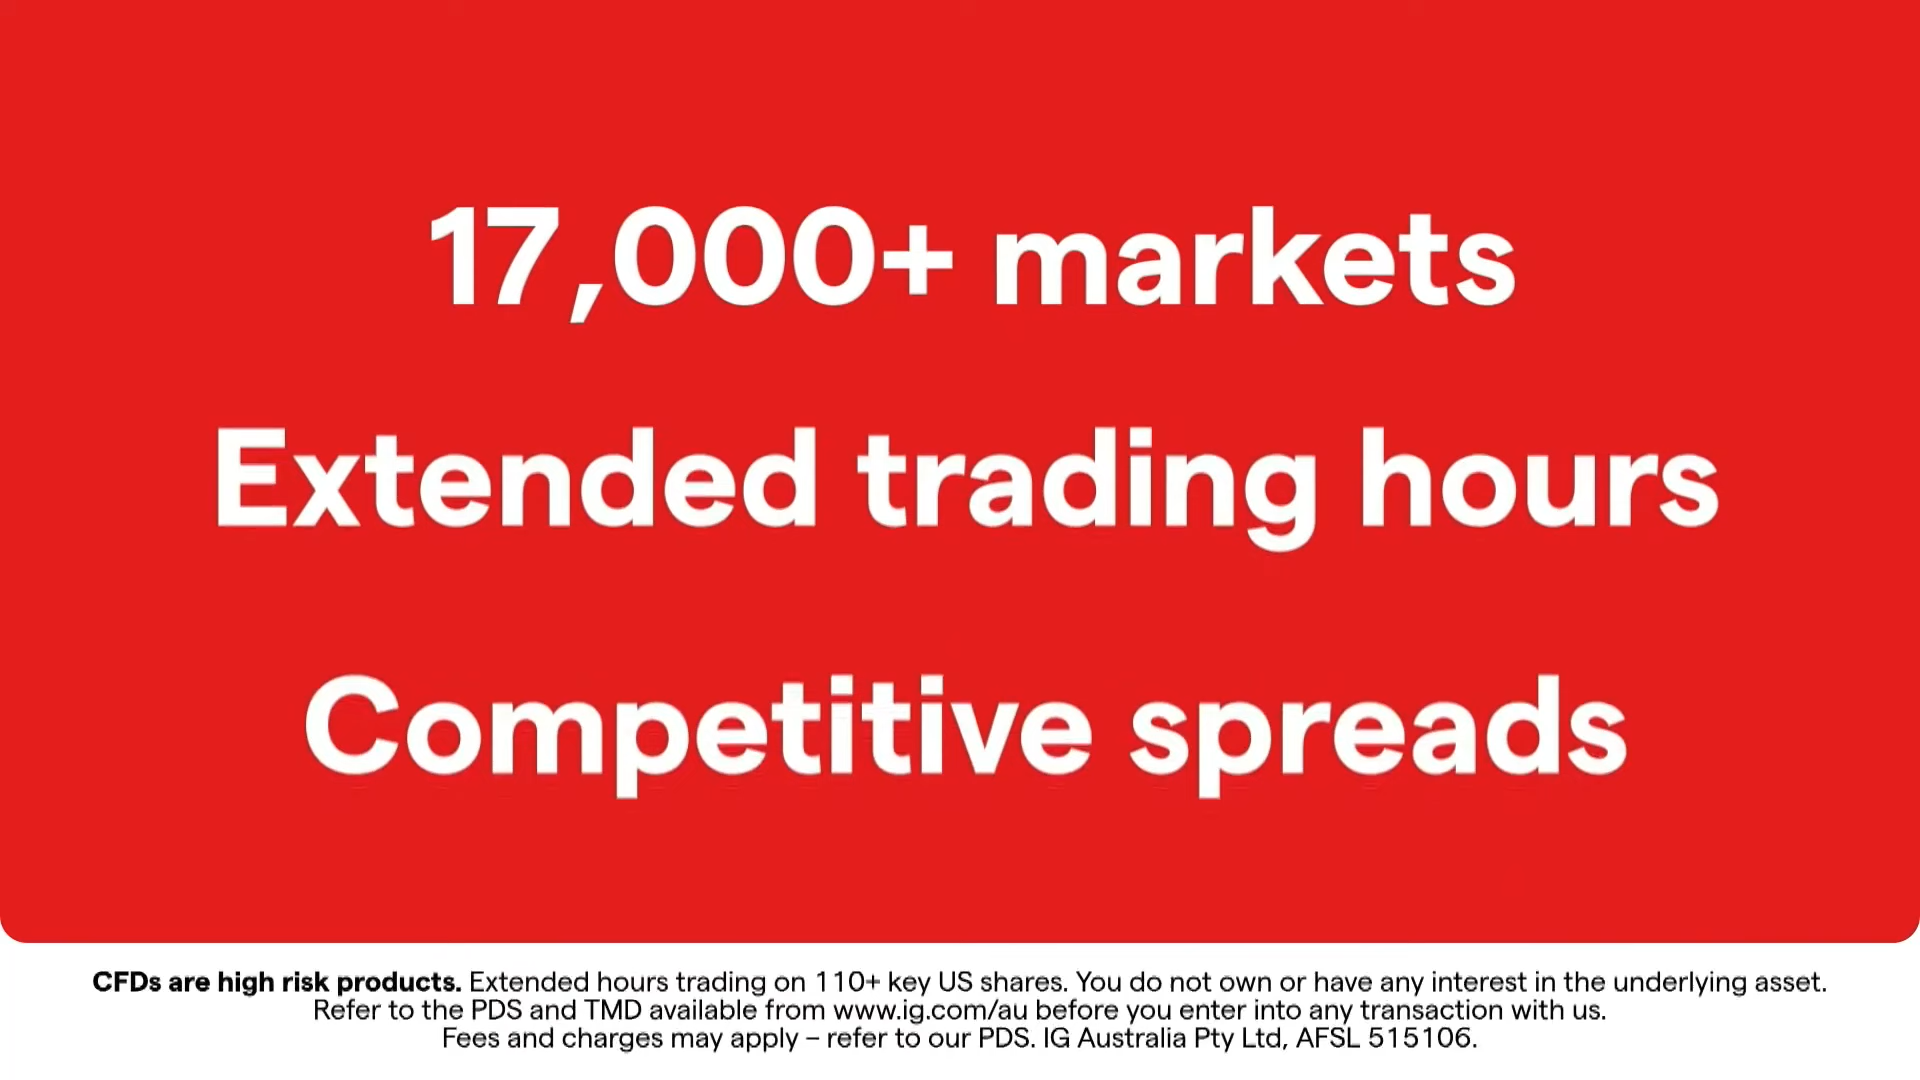 17,000+ markets
Extended trading hours
Competitive spreads
CFDs are high risk products. Extended hours trading on 110+ key US shares. You do not own or have any interest in the underlying asset.
Refer to the PDS and TMD available from www.ig.com/au before you enter into any transaction with us.
Fees and charges may apply – refer to our PDS. IG Australia Pty Ltd, AFSL 515106.